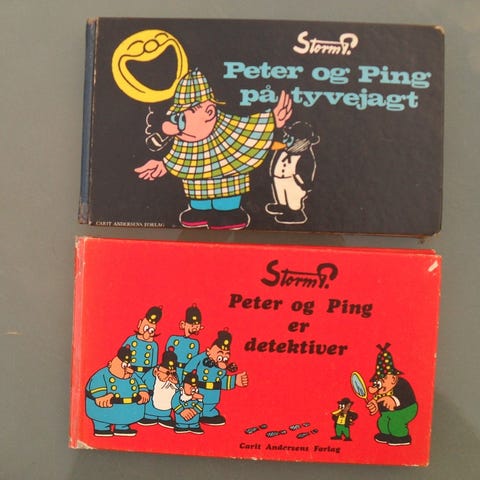 Storm P.
Peter og Ping
på tyvejagt
CARIT ANDERSENS FORLAG
Storm P.
Peter og Ping
er
detektiver
Carit Andersens Forlag